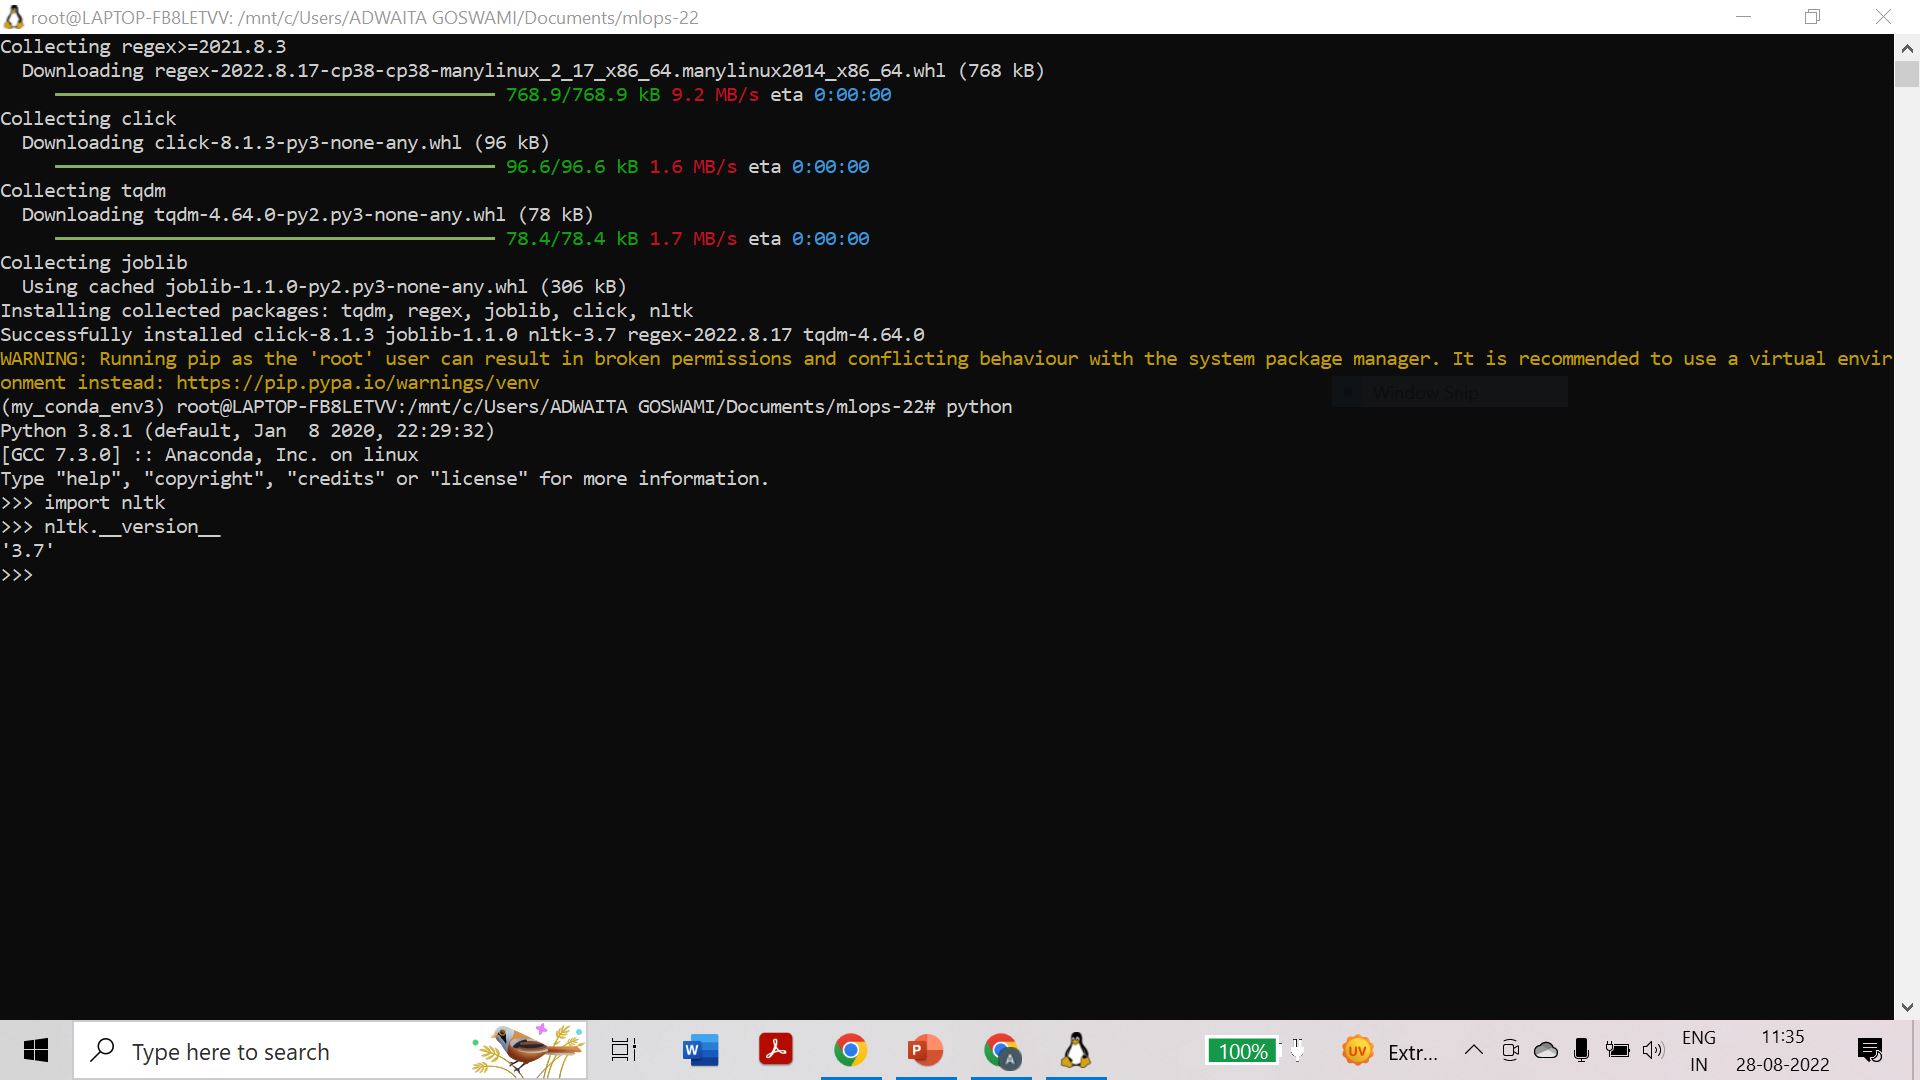 root@LAPTOP-FB8LETVV: /mnt/c/Users/ADWAITA GOSWAMI/Documents/mlops-22
Collecting regex>=2021.8.3
  Downloading regex-2022.8.17-cp38-cp38-manylinux_2_17_x86_64.manylinux2014_x86_64.whl (768 kB)
768.9/768.9 kB 9.2 MB/s eta 0:00:00
Collecting click
  Downloading click-8.1.3-py3-none-any.whl (96 kB)
96.6/96.6 kB 1.6 MB/s eta 0:00:00
Collecting tqdm
  Downloading tqdm-4.64.0-py2.py3-none-any.whl (78 kB)
78.4/78.4 kB 1.7 MB/s eta 0:00:00
Collecting joblib
  Using cached joblib-1.1.0-py2.py3-none-any.whl (306 kB)
Installing collected packages: tqdm, regex, joblib, click, nltk
Successfully installed click-8.1.3 joblib-1.1.0 nltk-3.7 regex-2022.8.17 tqdm-4.64.0
WARNING: Running pip as the 'root' user can result in broken permissions and conflicting behaviour with the system package manager. It is recommended to use a virtual envir
onment instead: https://pip.pypa.io/warnings/venv
Window Snip
(my_conda_env3) root@LAPTOP-FB8LETVV:/mnt/c/Users/ADWAITA GOSWAMI/Documents/mlops-22# python
Python 3.8.1 (default, Jan  8 2020, 22:29:32)
[GCC 7.3.0] :: Anaconda, Inc. on linux
Type "help", "copyright", "credits" or "license" for more information.
>>> import nltk
>>> nltk.__version__
'3.7'
>>>
Type here to search
W
P
A
100%
UV
Extr...
ENG
IN
11:35
28-08-2022